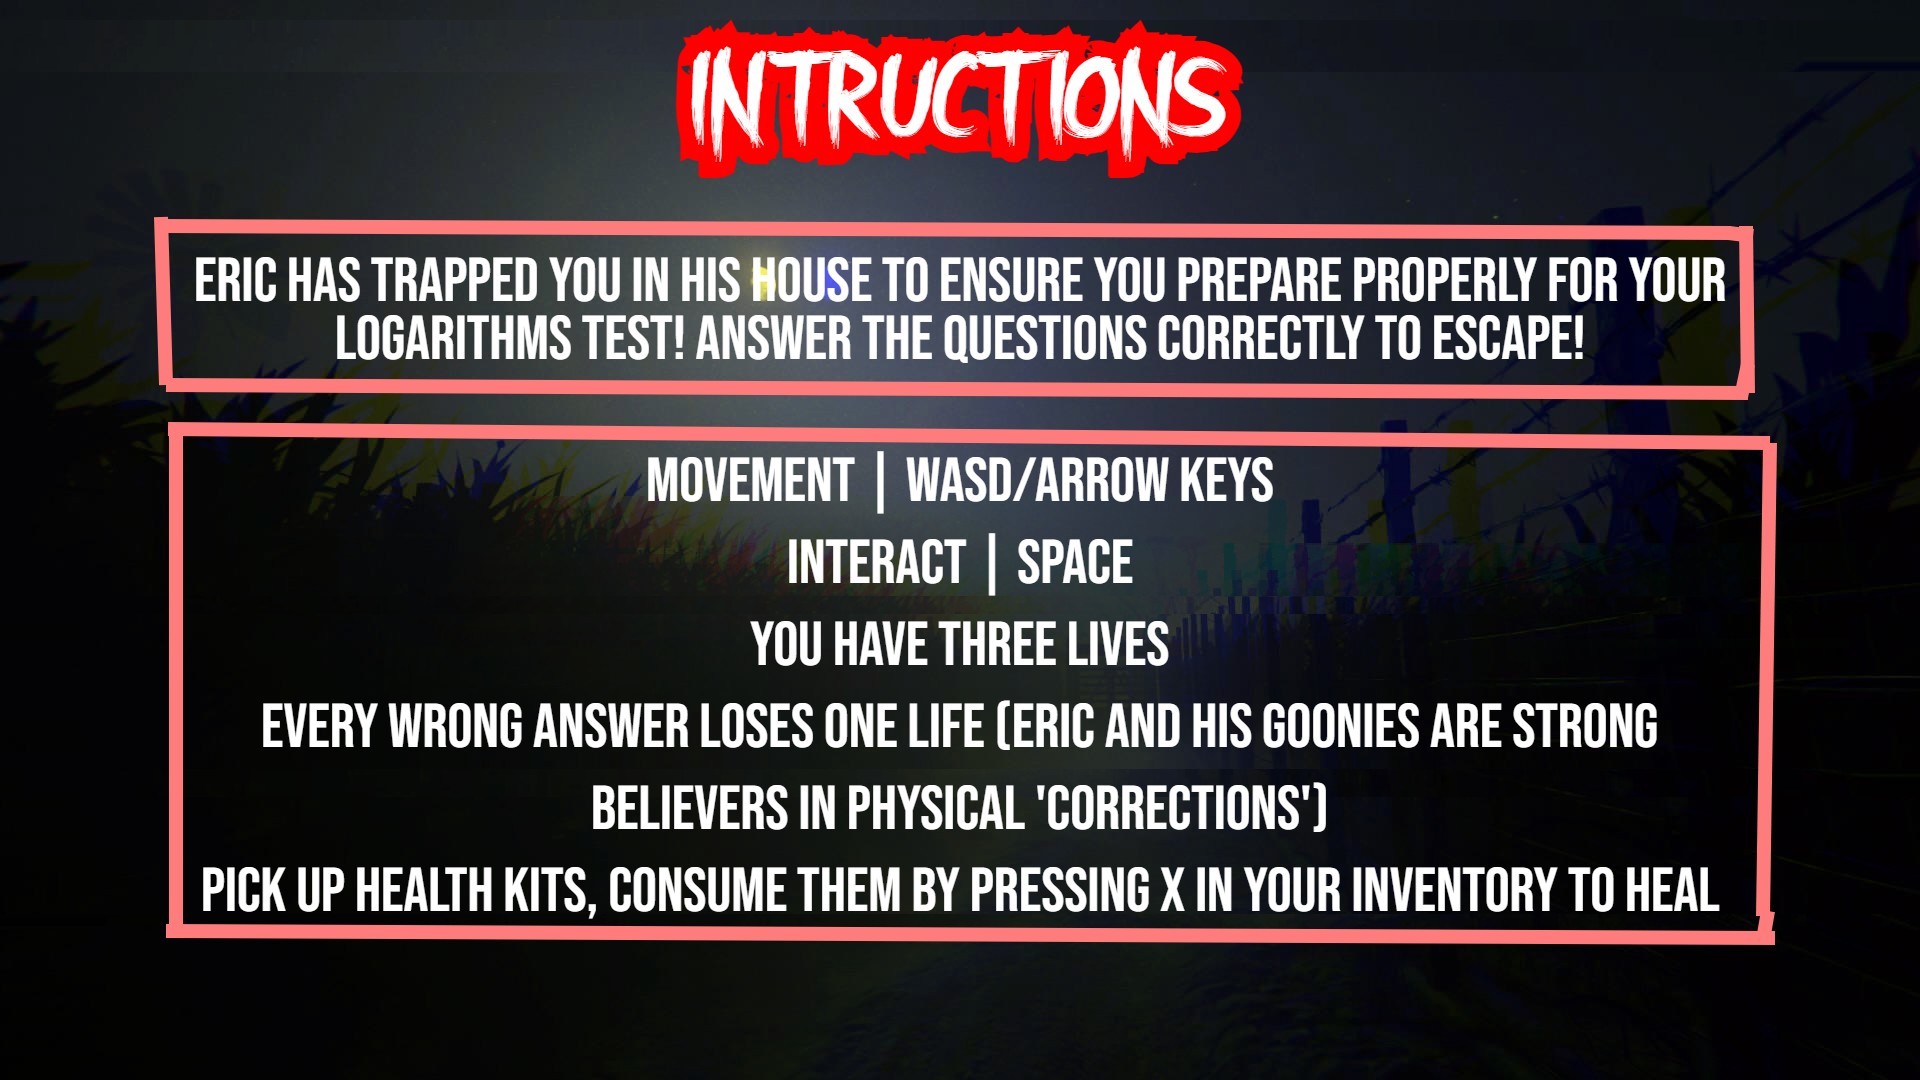 INTRUCTIONS
ERIC HAS TRAPPED YOU IN HIS HOUSE TO ENSURE YOU PREPARE PROPERLY FOR YOUR
LOGARITHMS TEST! ANSWER THE QUESTIONS CORRECTLY TO ESCAPE!
MOVEMENT | WASD/ARROW KEYS
INTERACT | SPACE
YOU HAVE THREE LIVES
EVERY WRONG ANSWER LOSES ONE LIFE (ERIC AND HIS GOONIES ARE STRONG
BELIEVERS IN PHYSICAL 'CORRECTIONS')
PICK UP HEALTH KITS, CONSUME THEM BY PRESSING X IN YOUR INVENTORY TO HEAL